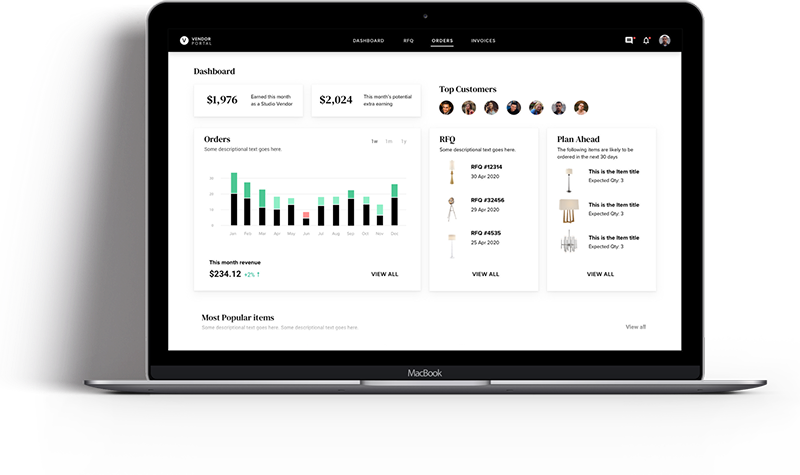 VENDOR
PORTAL
DASHBOARD
RFQ
ORDERS
INVOICES
Dashboard
$1,976
Earned this month
as a Studio Vendor
$2,024
This month's potential
extra earning
Top Customers
Orders
Some descriptional text goes here.
1w
1m
1y
30
20
10
0
Jan Feb Mar Apr May Jun Jan Jun Sep Oct Nov Dec
This month revenue
$234.12 +2% ↑
VIEW ALL
RFQ
Some descriptional text goes here.
RFQ #12314
30 Apr 2020
RFQ #32456
29 Apr 2020
RFQ #4535
25 Apr 2020
VIEW ALL
Plan Ahead
The following items are likely to be
ordered in the next 30 days
This is the Item title
Expected Qty: 3
This is the Item title
Expected Qty: 3
This is the Item title
Expected Qty: 3
VIEW ALL
Most Popular items
Some descriptional text goes here. Some descriptional text goes here.
View all
MacBook